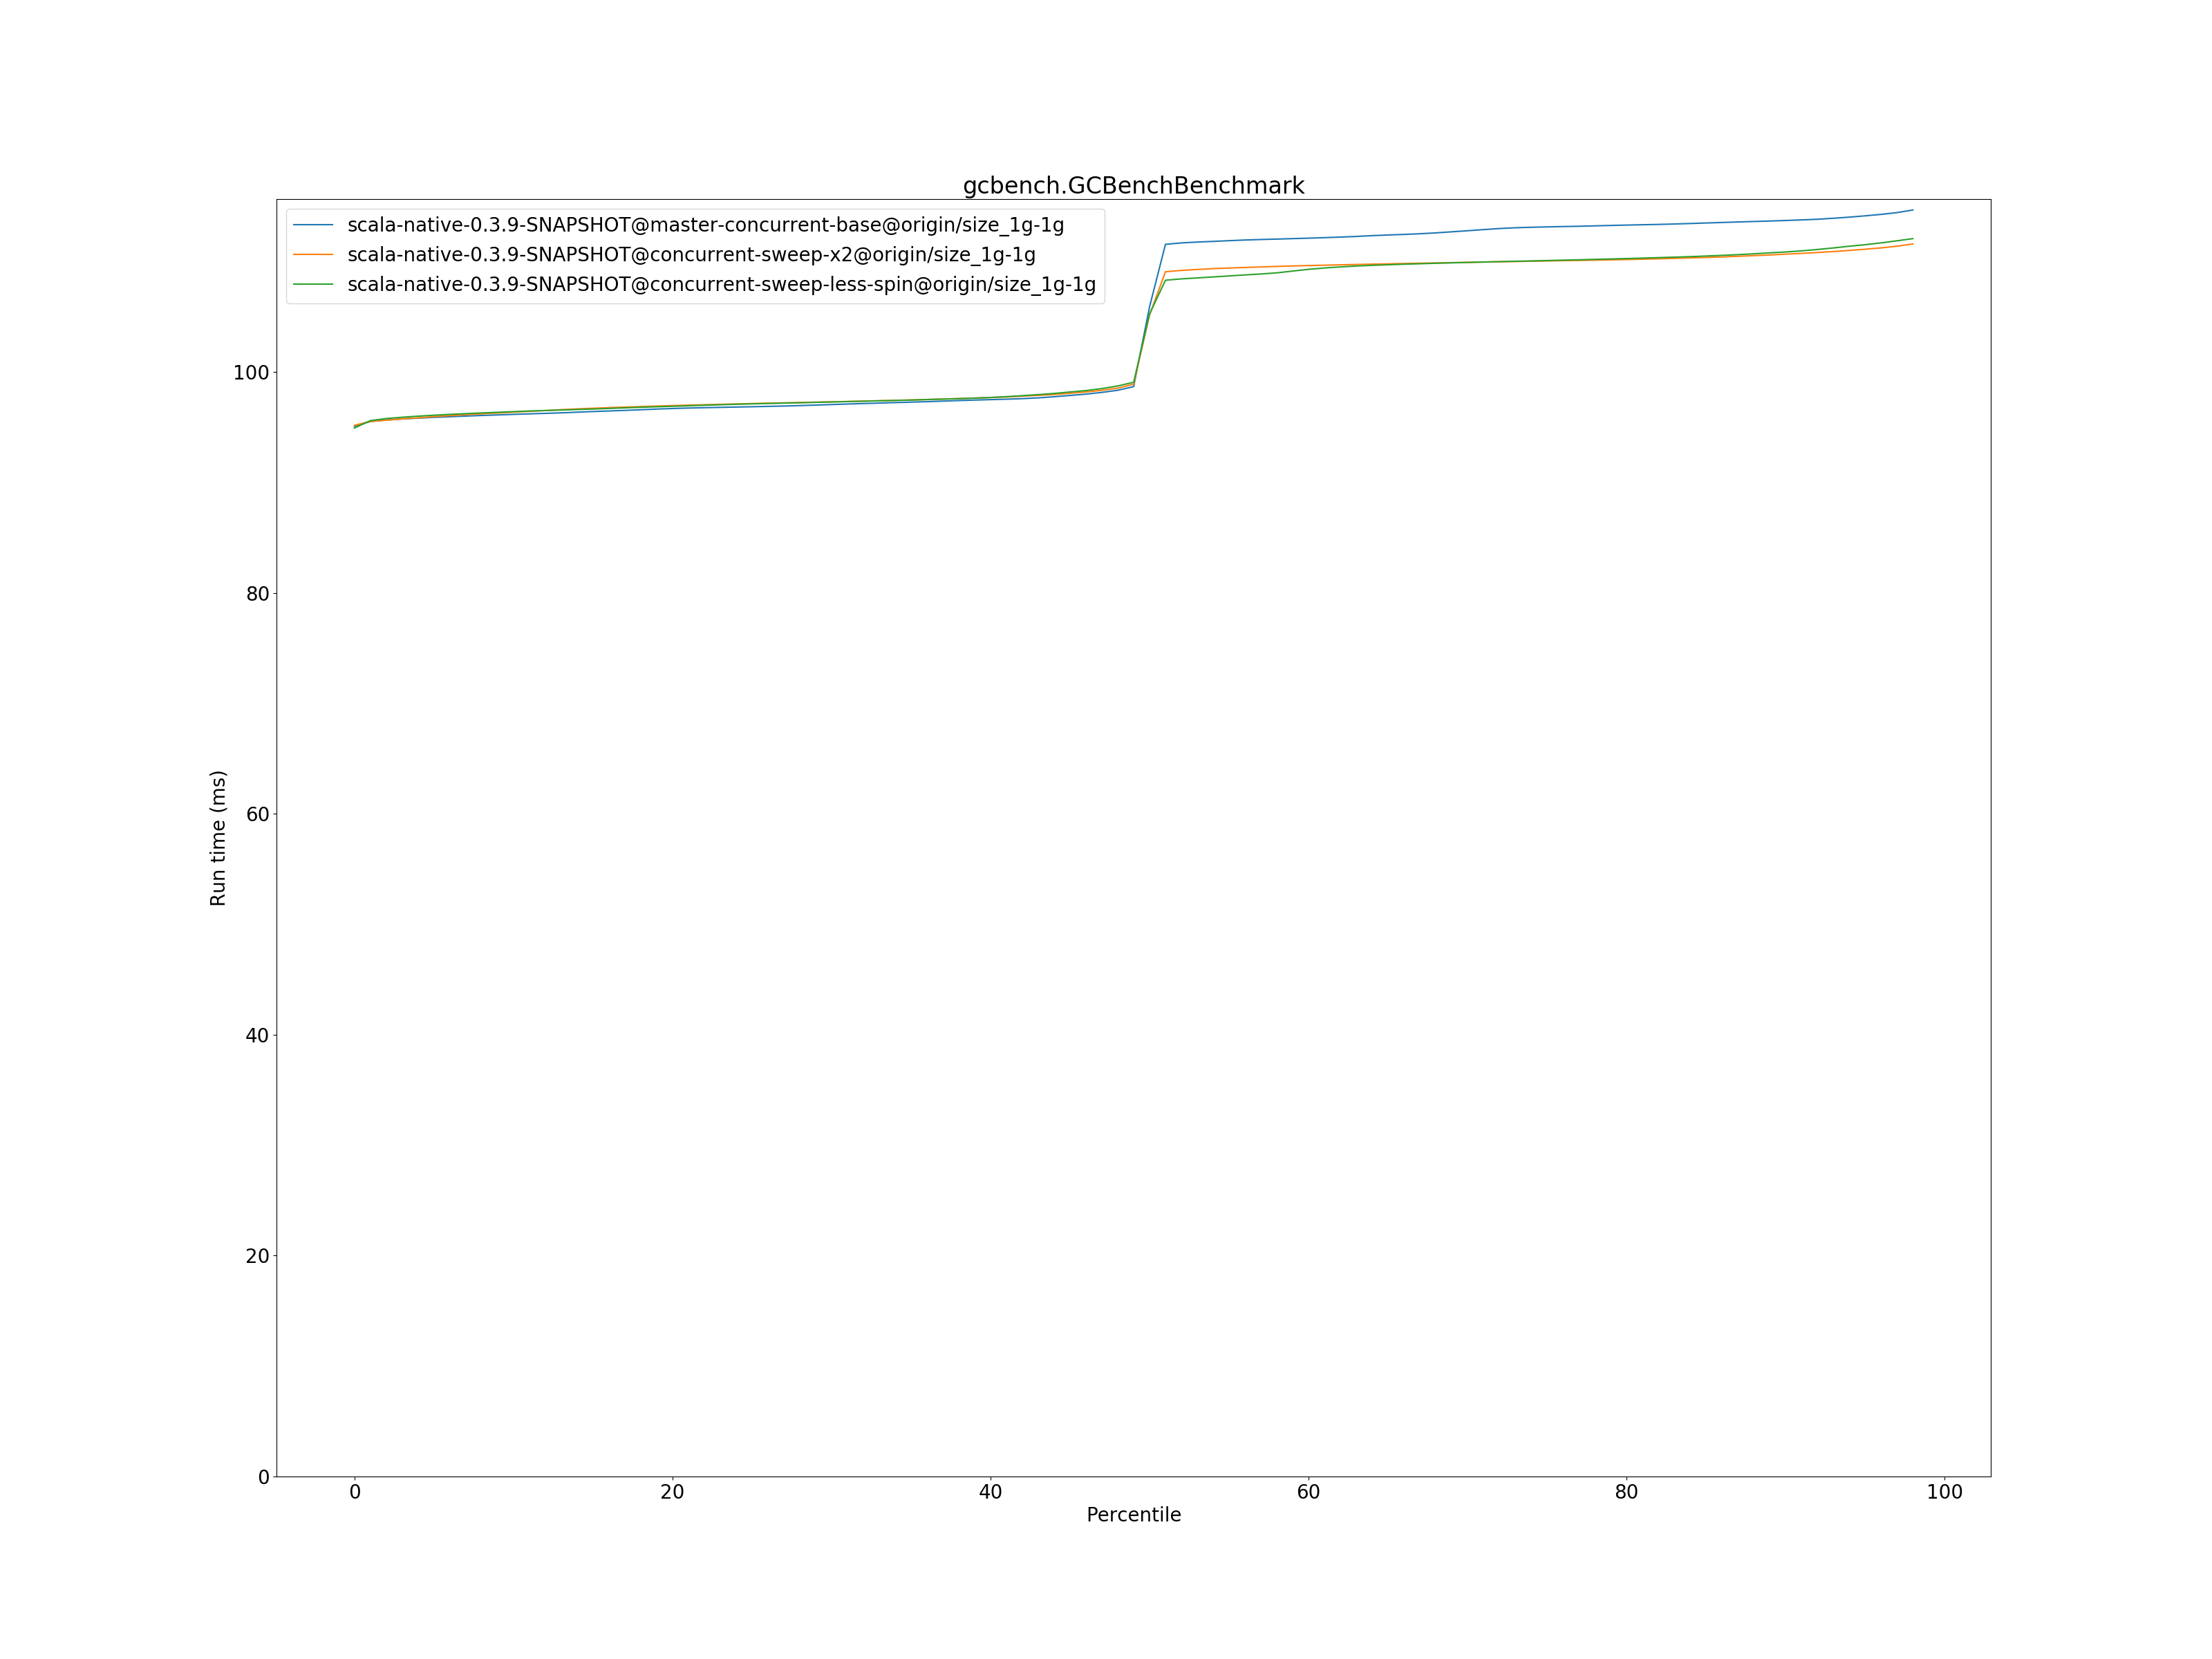 gcbench.GCBenchBenchmark
scala-native-0.3.9-SNAPSHOT@master-concurrent-base@origin/size_1g-1g
scala-native-0.3.9-SNAPSHOT@concurrent-sweep-x2@origin/size_1g-1g
scala-native-0.3.9-SNAPSHOT@concurrent-sweep-less-spin@origin/size_1g-1g
100
80
60
40
20
0
Run time (ms)
0 20 40 60 80 100
Percentile